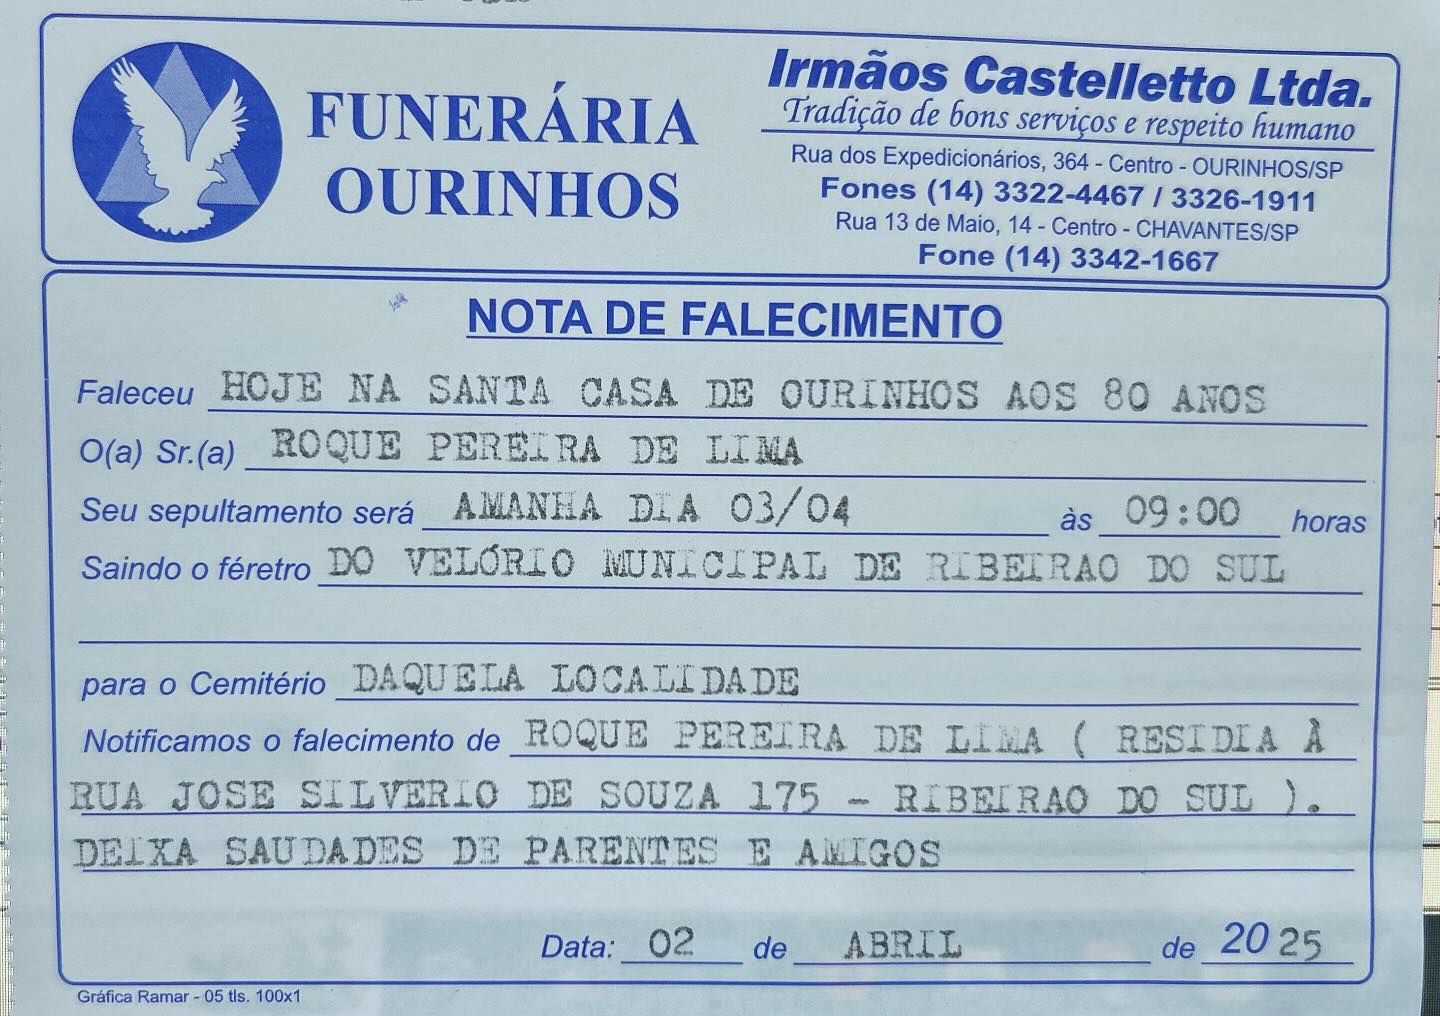 FUNERÁRIA
OURINHOS
Irmãos Castelletto Ltda.
Tradição de bons serviços e respeito humano
Rua dos Expedicionários, 364 - Centro - OURINHOS/SP
Fones (14) 3322-4467 / 3326-1911
Rua 13 de Maio, 14 - Centro - CHAVANTES/SP
Fone (14) 3342-1667
NOTA DE FALECIMENTO
Faleceu HOJE NA SANTA CASA DE OURINHOS AOS 80 ANOS
O(a) Sr.(a) ROQUE PEREIRA DE LIMA
Seu sepultamento será AMANHA DIA 03/04 às 09:00 horas
Saindo o féretro DO VELÓRIO MUNICIPAL DE RIBEIRAO DO SUL
para o Cemitério DAQUELA LOCALIDADE
Notificamos o falecimento de ROQUE PEREIRA DE LIMA ( RESIDIA À
RUA JOSE SILVERIO DE SOUZA 175 - RIBEIRAO DO SUL ).
DEIXA SAUDADES DE PARENTES E AMIGOS
Data: 02 de ABRIL de 2025
Gráfica Ramar - 05 tls. 100x1